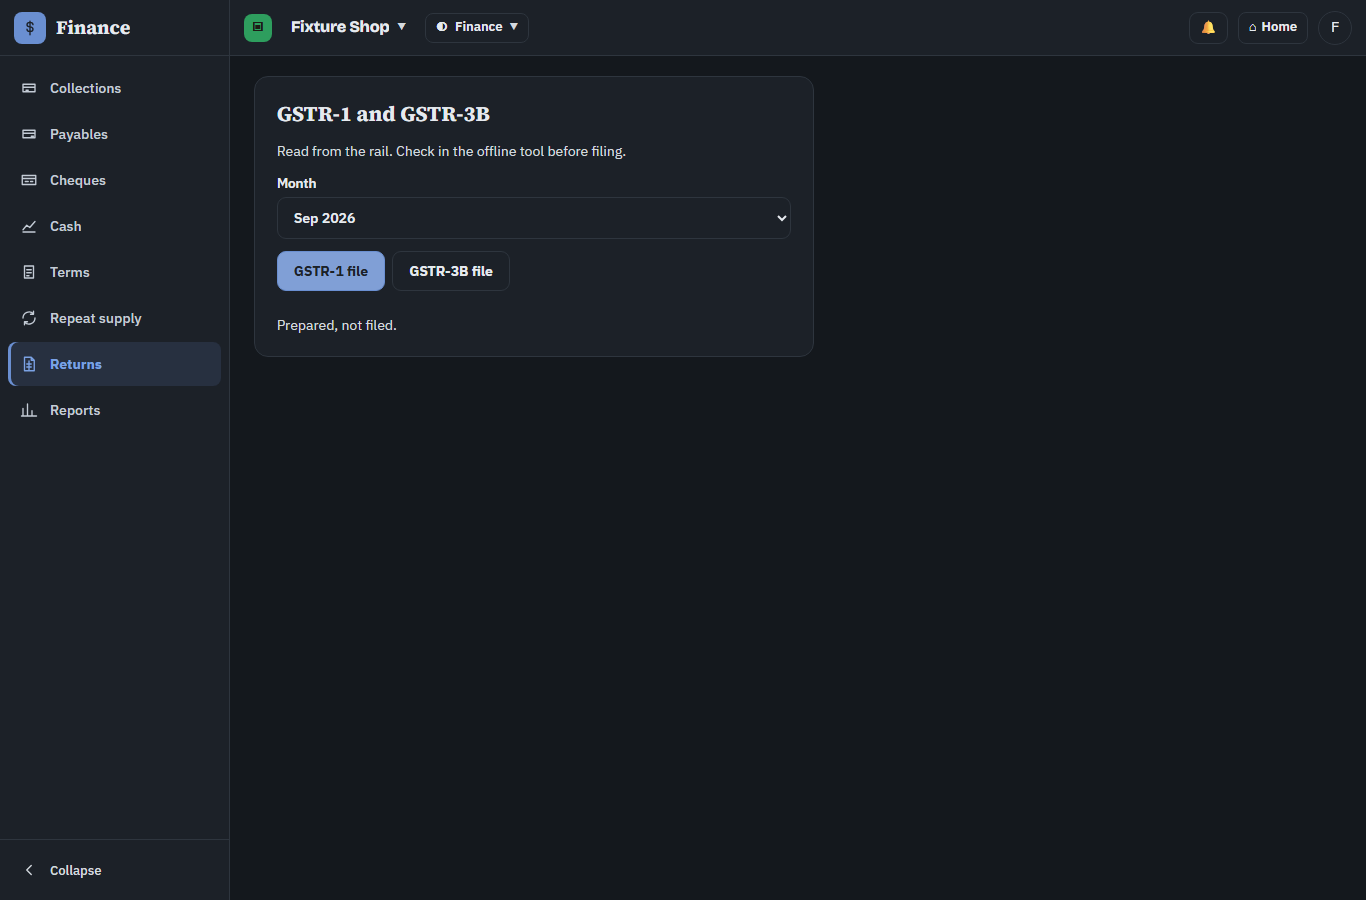 $ Finance
Fixture Shop ▼
Finance ▼
Home
F
Collections
Payables
Cheques
Cash
Terms
Repeat supply
Returns
Reports
Collapse
GSTR-1 and GSTR-3B
Read from the rail. Check in the offline tool before filing.
Month
Sep 2026
GSTR-1 file
GSTR-3B file
Prepared, not filed.